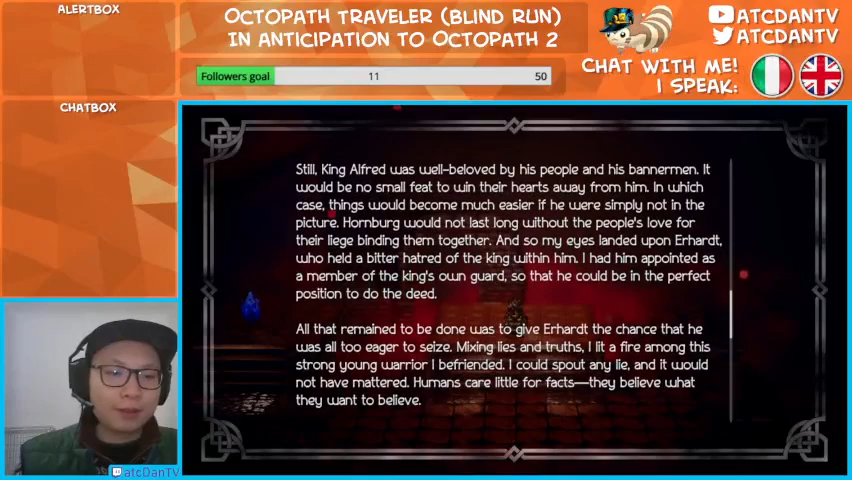 ALERTBOX
OCTOPATH TRAVELER (BLIND RUN)
IN ANTICIPATION TO OCTOPATH 2
ATCDANTV
ATCDANTV
Followers goal 11 50
CHAT WITH ME!
I SPEAK:
CHATBOX
Still, King Alfred was well-beloved by his people and his bannermen. It
would be no small feat to win their hearts away from him. In which
case, things would become much easier if he were simply not in the
picture. Hornburg would not last long without the people's love for
their liege binding them together. And so my eyes landed upon Erhardt,
who held a bitter hatred of the king within him. I had him appointed as
a member of the king's own guard, so that he could be in the perfect
position to do the deed.
All that remained to be done was to give Erhardt the chance that he
was all too eager to seize. Mixing lies and truths, I lit a fire among this
strong young warrior I befriended. I could spout any lie, and it would
not have mattered. Humans care little for facts—they believe what
they want to believe.
atcDanTV